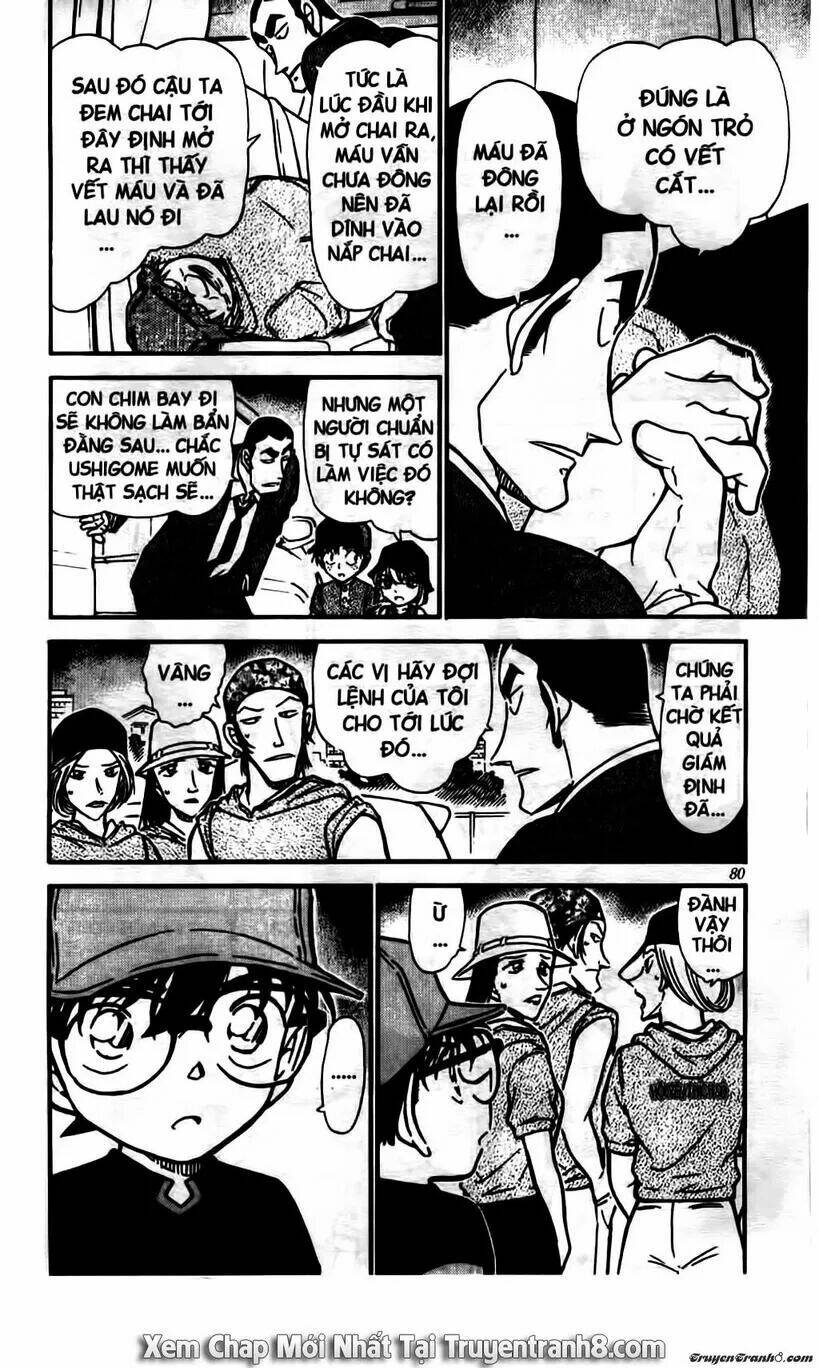 ĐÚNG LÀ
Ở NGÓN TRỎ
CÓ VẾT
CẮT...
MÁU ĐÃ
ĐÔNG
LẠI RỒI
...
TỨC LÀ
LÚC ĐẦU KHI
MỞ CHAI RA,
MÁU VẪN
CHƯA ĐÔNG
NÊN ĐÃ
DÍNH VÀO
NẮP CHAI...
SAU ĐÓ CẬU TA
ĐEM CHAI TỚI
ĐÂY ĐỊNH MỞ
RA THÌ THẤY
VẾT MÁU VÀ ĐÃ
LAU NÓ ĐI
...
NHƯNG MỘT
NGƯỜI CHUẨN
BỊ TỰ SÁT CÓ
LÀM VIỆC ĐÓ
KHÔNG?
CON CHIM BAY ĐI
SẼ KHÔNG LÀM BẨN
ĐẰNG SAU... CHẮC
USHIGOME MUỐN
THẬT SẠCH SẼ...
CHÚNG
TA PHẢI
CHỜ KẾT
QUẢ
GIÁM
ĐỊNH
ĐÃ...
CÁC VỊ HÃY ĐỢI
LỆNH CỦA TÔI
CHO TỚI LÚC
ĐÓ...
VÂNG
...
80
ĐÀNH
VẬY
THÔI
...
Ừ
...
......
Xem Chap Mới Nhất Tại Truyentranh8.com
TruyenTranh8.com